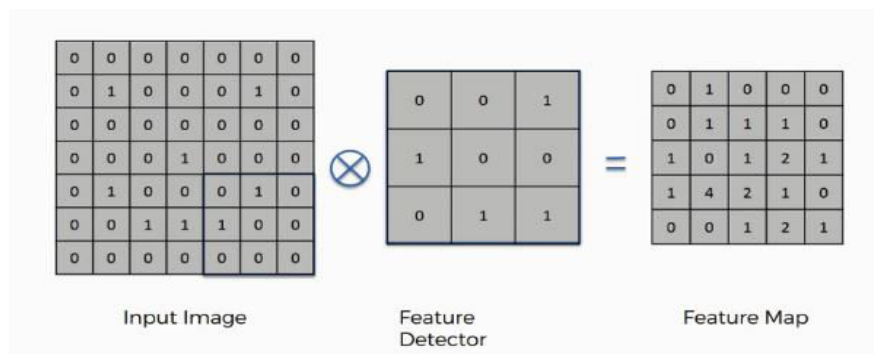 0 0 0 0 0 0 0
0 1 0 0 0 1 0
0 0 0 0 0 0 0
0 0 0 1 0 0 0
0 1 0 0 0 1 0
0 0 1 1 1 0 0
0 0 0 0 0 0 0
0 0 1
1 0 0
0 1 1
=
0 1 0 0 0
0 1 1 1 0
1 0 1 2 1
1 4 2 1 0
0 0 1 2 1
Input Image
Feature
Detector
Feature Map